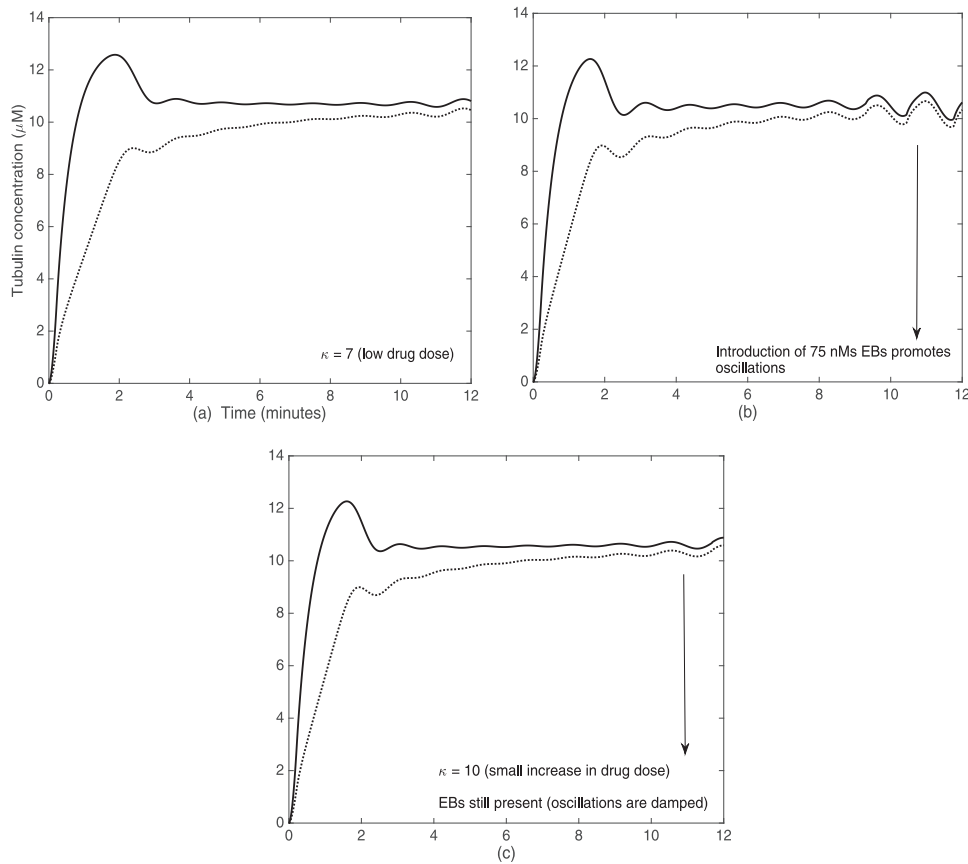 14
12
10
8
6
4
2
0
Tubulin concentration (μM)
κ = 7 (low drug dose)
0 2 4 6 8 10 12
(a) Time (minutes)
14
12
10
8
6
4
2
0
Introduction of 75 nMs EBs promotes
oscillations
0 2 4 6 8 10 12
(b)
14
12
10
8
6
4
2
0
κ = 10 (small increase in drug dose)
EBs still present (oscillations are damped)
0 2 4 6 8 10 12
(c)